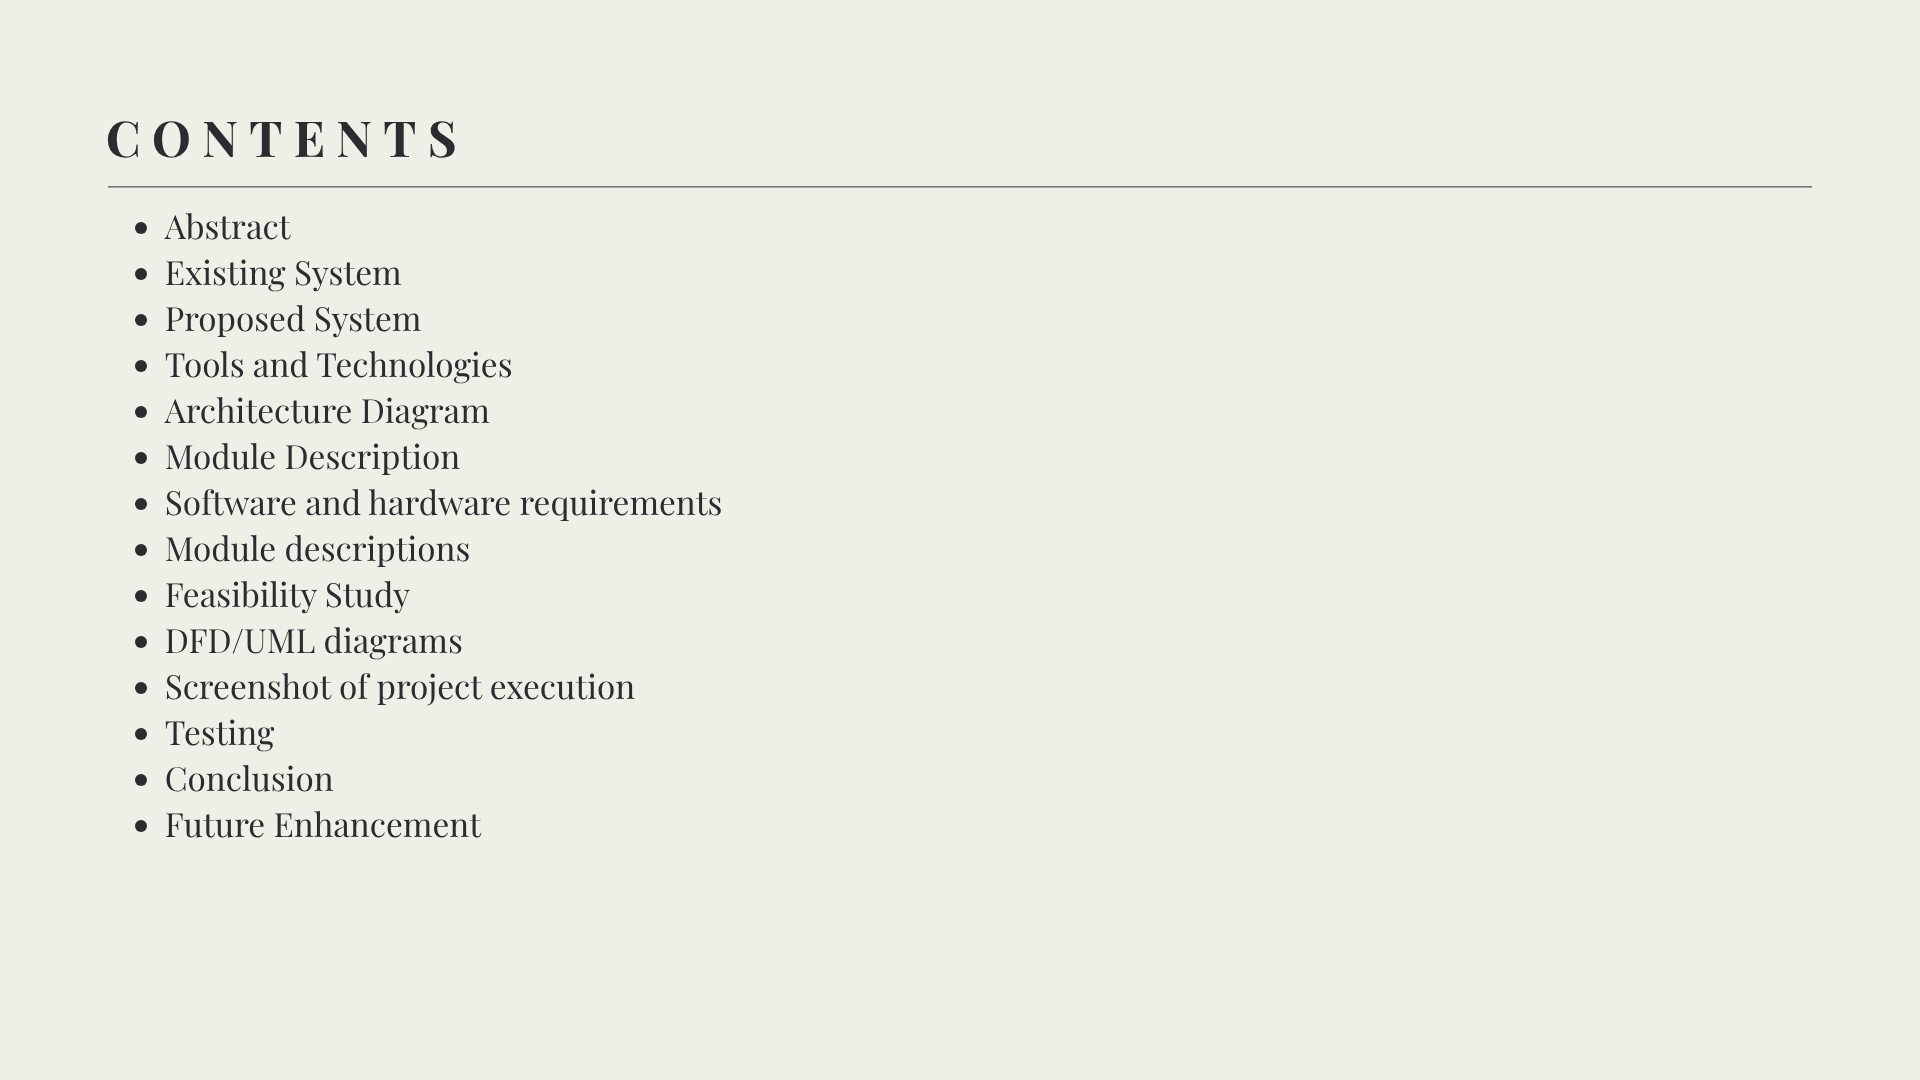 CONTENTS
• Abstract
• Existing System
• Proposed System
• Tools and Technologies
• Architecture Diagram
• Module Description
• Software and hardware requirements
• Module descriptions
• Feasibility Study
• DFD/UML diagrams
• Screenshot of project execution
• Testing
• Conclusion
• Future Enhancement